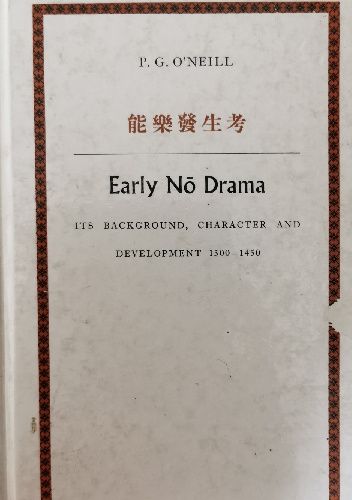 P. G. O'NEILL
能樂發生考
Early Nō Drama
ITS BACKGROUND, CHARACTER AND
DEVELOPMENT 1300–1450